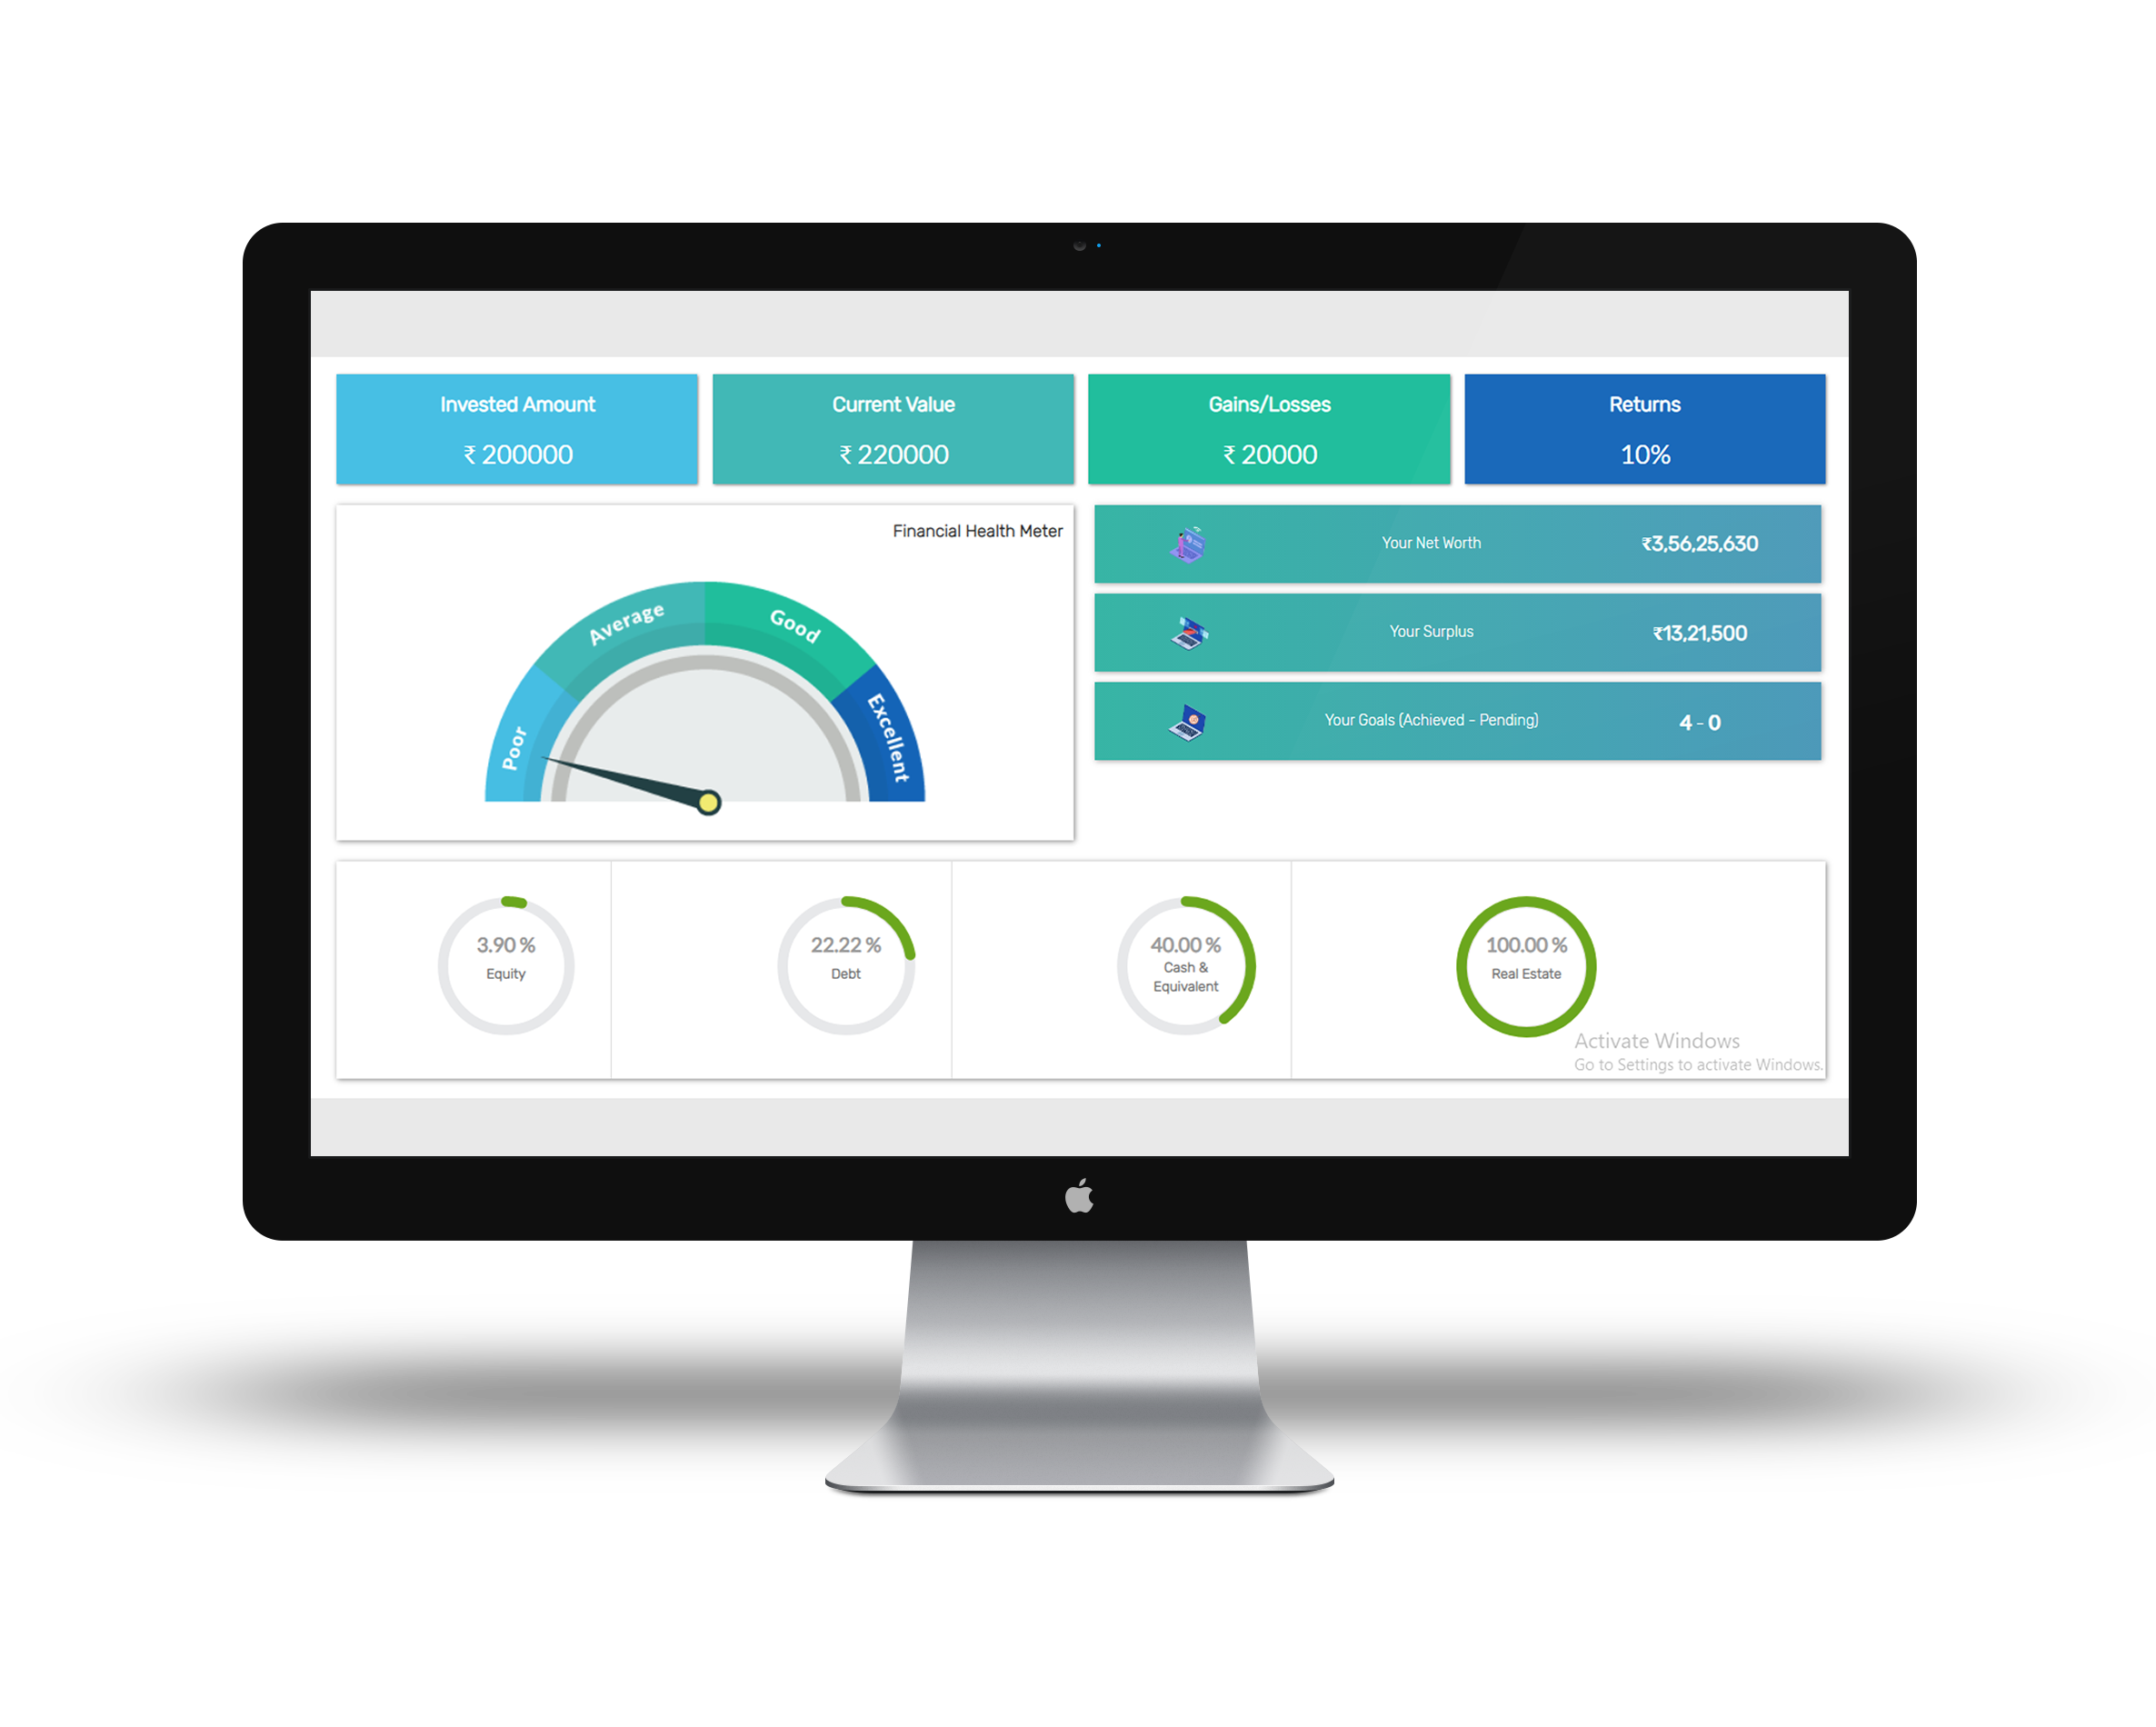 Invested Amount
₹ 200000
Current Value
₹ 220000
Gains/Losses
₹ 20000
Returns
10%
Financial Health Meter
Poor
Average
Good
Excellent
Your Net Worth
₹3,56,25,630
Your Surplus
₹13,21,500
Your Goals (Achieved - Pending)
4 - 0
3.90 %
Equity
22.22 %
Debt
40.00 %
Cash &
Equivalent
100.00 %
Real Estate
Activate Windows
Go to Settings to activate Windows.